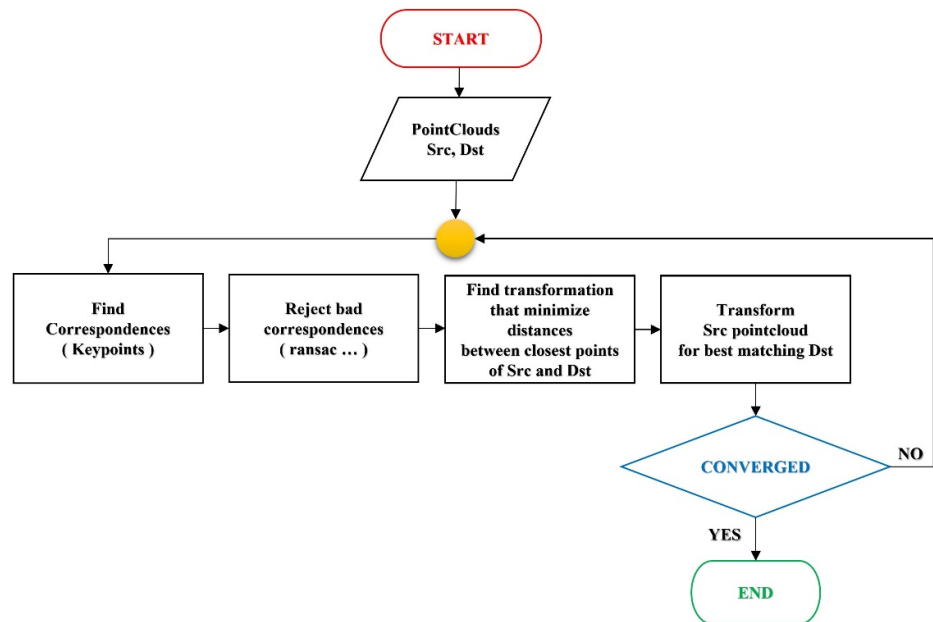 START
PointClouds
Src, Dst
Find
Correspondences
( Keypoints )
Reject bad
correspondences
( ransac ... )
Find transformation
that minimize
distances
between closest points
of Src and Dst
Transform
Src pointcloud
for best matching Dst
CONVERGED
NO
YES
END